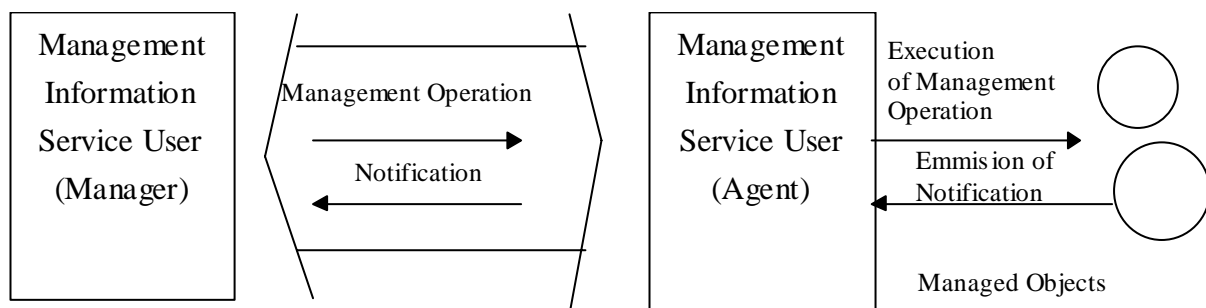 Management
Information
Service User
(Manager)
Management Operation
Notification
Management
Information
Service User
(Agent)
Execution
of Management
Operation
Emmision of
Notification
Managed Objects